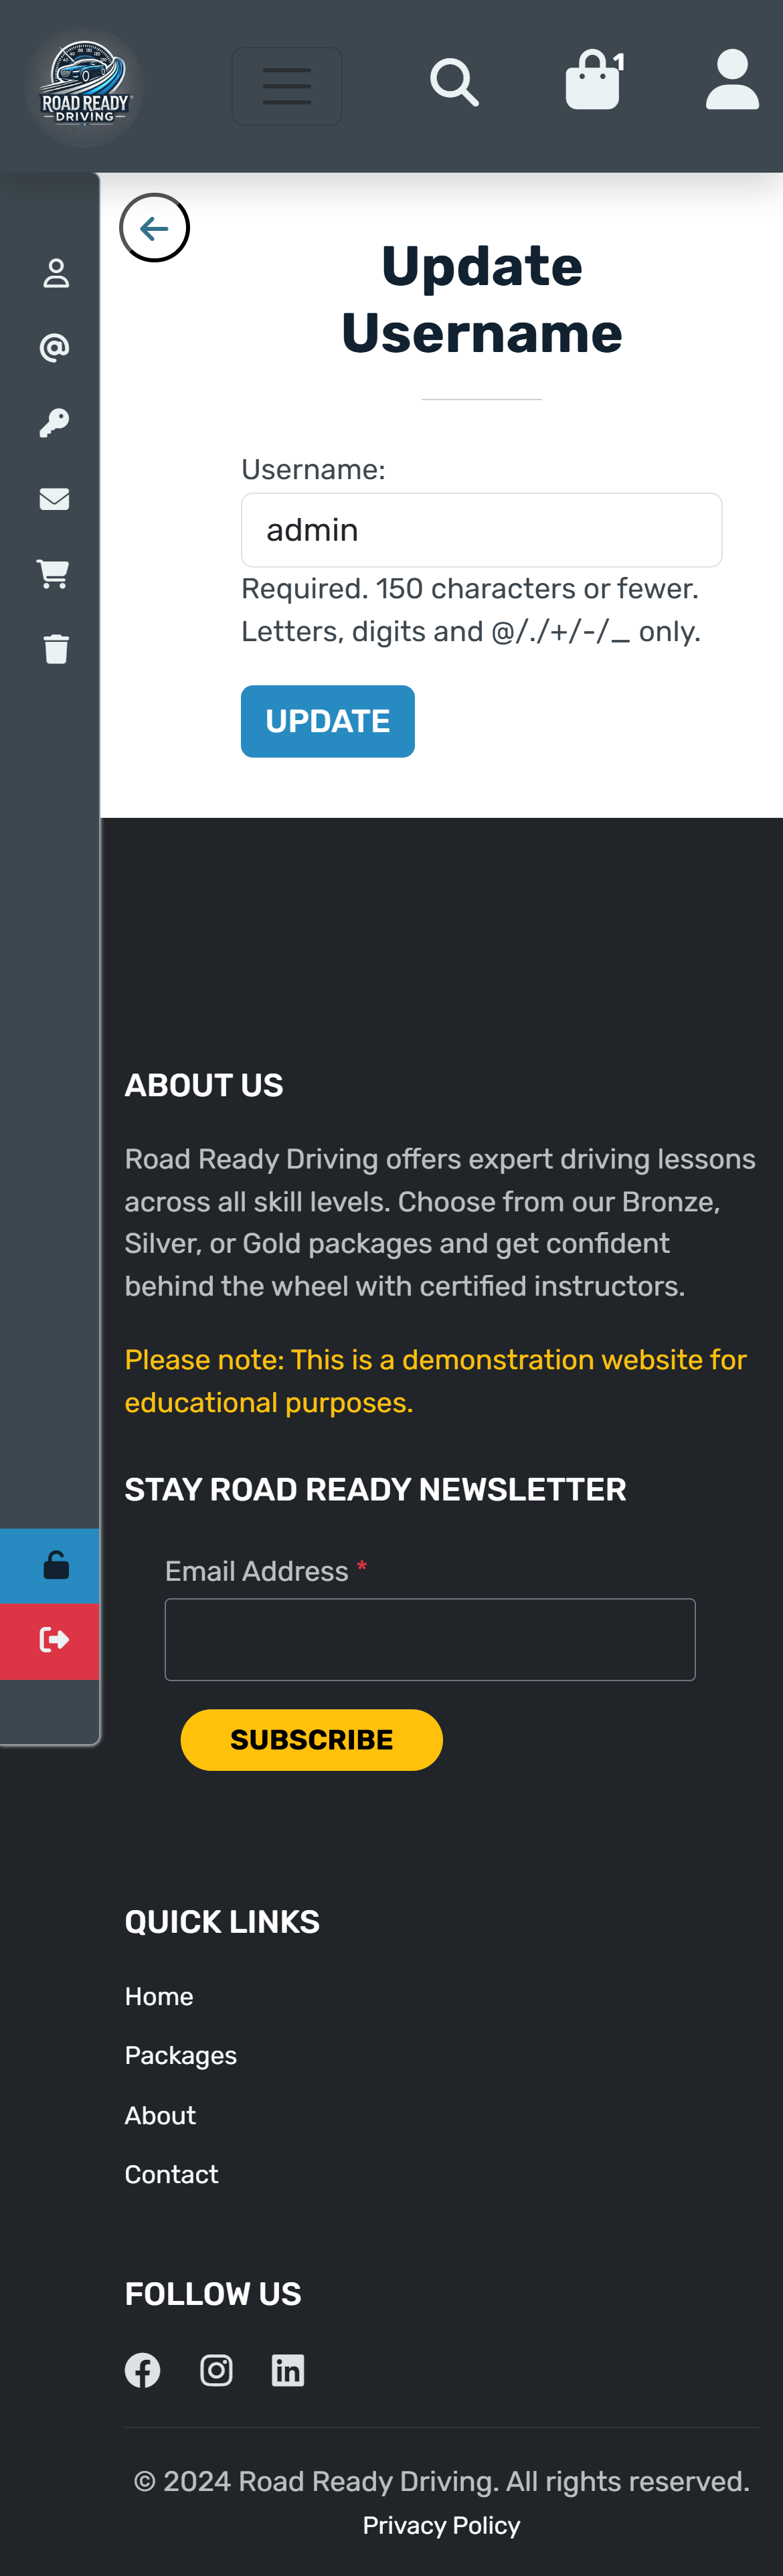 ROAD READY
DRIVING
1
Update
Username
Username:
admin
Required. 150 characters or fewer.
Letters, digits and @/./+/-/_ only.
UPDATE
ABOUT US
Road Ready Driving offers expert driving lessons
across all skill levels. Choose from our Bronze,
Silver, or Gold packages and get confident
behind the wheel with certified instructors.
Please note: This is a demonstration website for
educational purposes.
STAY ROAD READY NEWSLETTER
Email Address *
SUBSCRIBE
QUICK LINKS
Home
Packages
About
Contact
FOLLOW US
© 2024 Road Ready Driving. All rights reserved.
Privacy Policy